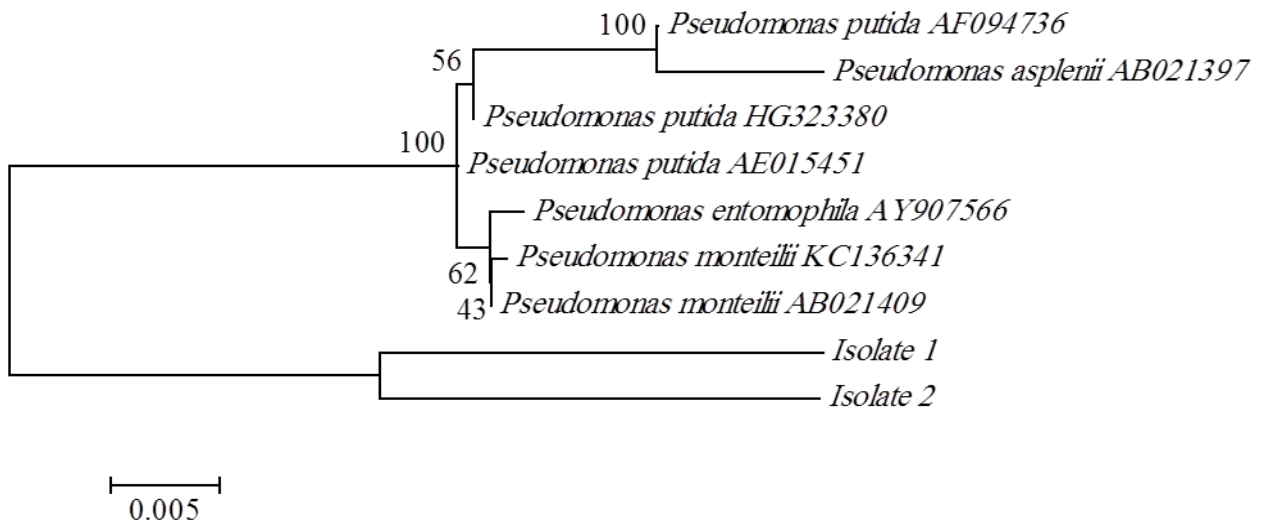 100 Pseudomonas putida AF094736
56
Pseudomonas asplenii AB021397
Pseudomonas putida HG323380
100
Pseudomonas putida AE015451
Pseudomonas entomophila AY907566
Pseudomonas monteilii KC136341
62
43 Pseudomonas monteilii AB021409
Isolate 1
Isolate 2
0.005